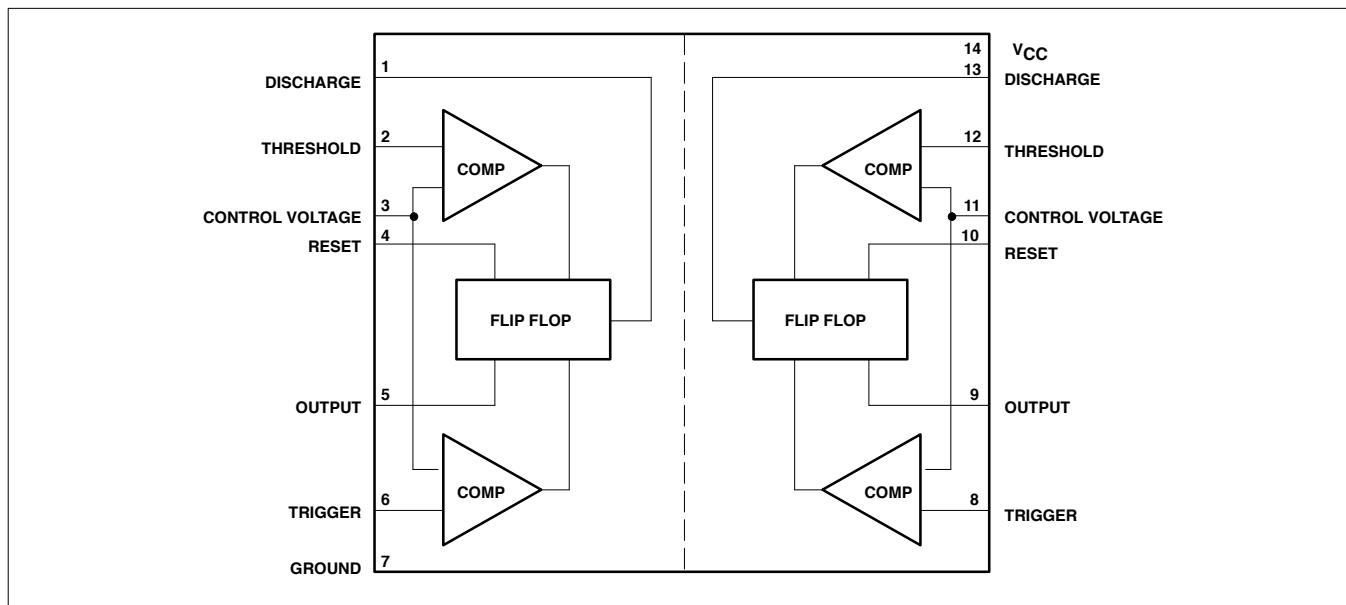 14 VCC
1 13
DISCHARGE DISCHARGE
2 12
THRESHOLD COMP COMP THRESHOLD
3 11
CONTROL VOLTAGE CONTROL VOLTAGE
4 10
RESET RESET
FLIP FLOP FLIP FLOP
5 9
OUTPUT OUTPUT
COMP COMP
6 8
TRIGGER TRIGGER
7
GROUND